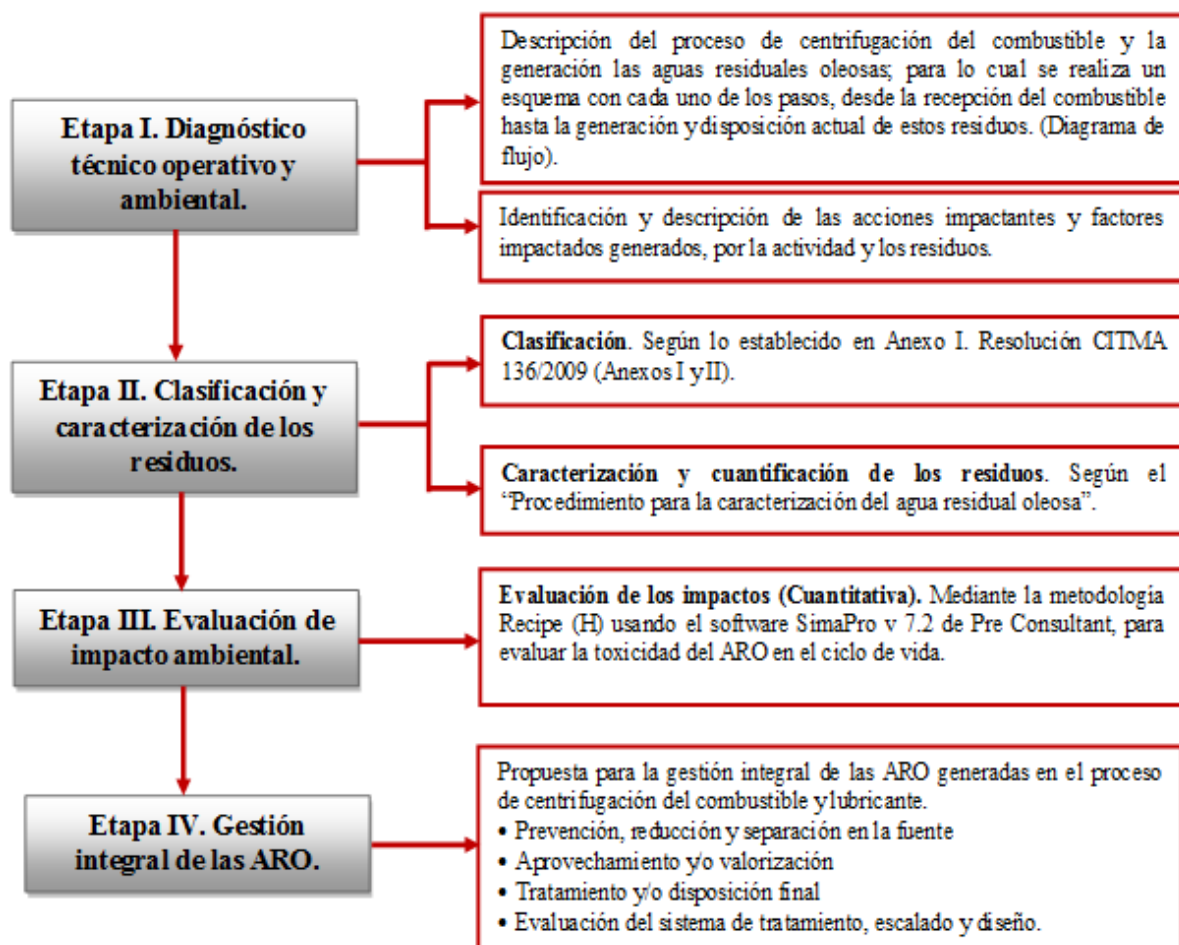 Etapa I. Diagnóstico
técnico operativo y
ambiental.
Descripción del proceso de centrifugación del combustible y la
generación las aguas residuales oleosas; para lo cual se realiza un
esquema con cada uno de los pasos, desde la recepción del combustible
hasta la generación y disposición actual de estos residuos. (Diagrama de
flujo).
Identificación y descripción de las acciones impactantes y factores
impactados generados, por la actividad y los residuos.
Etapa II. Clasificación y
caracterización de los
residuos.
Clasificación. Según lo establecido en Anexo I. Resolución CITMA
136/2009 (Anexos I y II).
Caracterización y cuantificación de los residuos. Según el
“Procedimiento para la caracterización del agua residual oleosa”.
Etapa III. Evaluación de
impacto ambiental.
Evaluación de los impactos (Cuantitativa). Mediante la metodología
Recipe (H) usando el software SimaPro v 7.2 de Pre Consultant, para
evaluar la toxicidad del ARO en el ciclo de vida.
Etapa IV. Gestión
integral de las ARO.
Propuesta para la gestión integral de las ARO generadas en el proceso
de centrifugación del combustible y lubricante.
• Prevención, reducción y separación en la fuente
• Aprovechamiento y/o valorización
• Tratamiento y/o disposición final
• Evaluación del sistema de tratamiento, escalado y diseño.